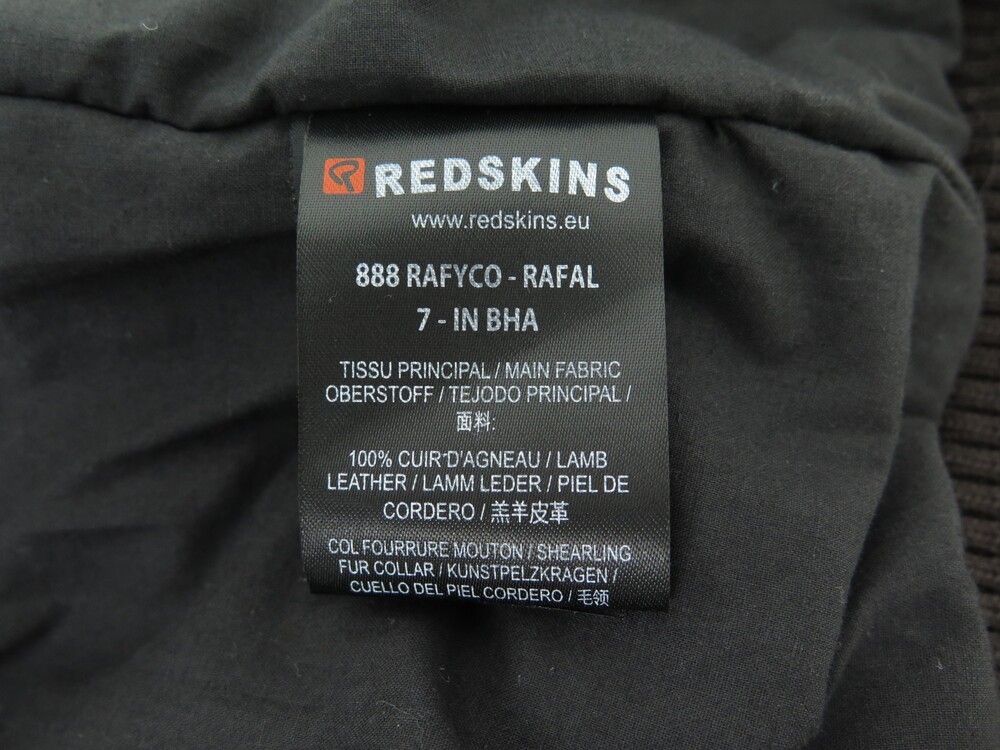 REDSKINS
www.redskins.eu
888 RAFYCO - RAFAL
7 - IN BHA
TISSU PRINCIPAL / MAIN FABRIC
OBERSTOFF / TEJODO PRINCIPAL /
面料:
100% CUIR D'AGNEAU / LAMB
LEATHER / LAMM LEDER / PIEL DE
CORDERO / 羔羊皮革
COL FOURRURE MOUTON / SHEARLING
FUR COLLAR / KUNSTPELZKRAGEN /
CUELLO DEL PIEL CORDERO / 毛领